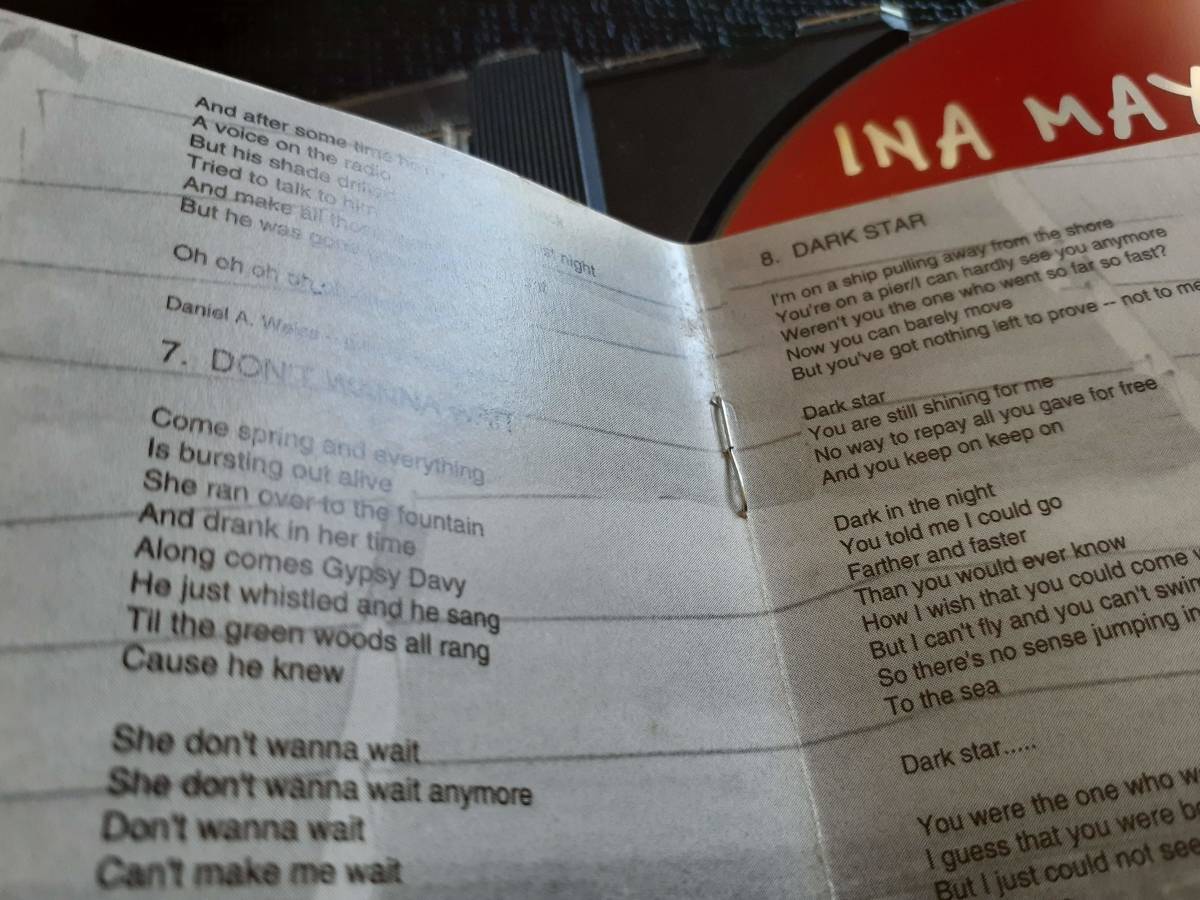 And after some time
A voice on the radio
But his shade drifted
Tried to talk to him
And make all those night
But he was gone
Oh oh oh oh
Daniel A. Weiss
7. DON'T WANNA WAIT
Come spring and everything
Is bursting out alive
She ran over to the fountain
And drank in her time
Along comes Gypsy Davy
He just whistled and he sang
Til the green woods all rang
Cause he knew
She don't wanna wait
She don't wanna wait anymore
Don't wanna wait
Can't make me wait
INA MAY
8. DARK STAR
I'm on a ship pulling away from the shore
You're on a pier/I can hardly see you anymore
Weren't you the one who went so far so fast?
Now you can barely move
But you've got nothing left to prove -- not to me
Dark star
You are still shining for me
No way to repay all you gave for free
And you keep on keep on
Dark in the night
You told me I could go
Farther and faster
Than you would ever know
How I wish that you could come
But I can't fly and you can't swim
So there's no sense jumping in
To the sea
Dark star.....
You were the one who
I guess that you were
But I just could not see